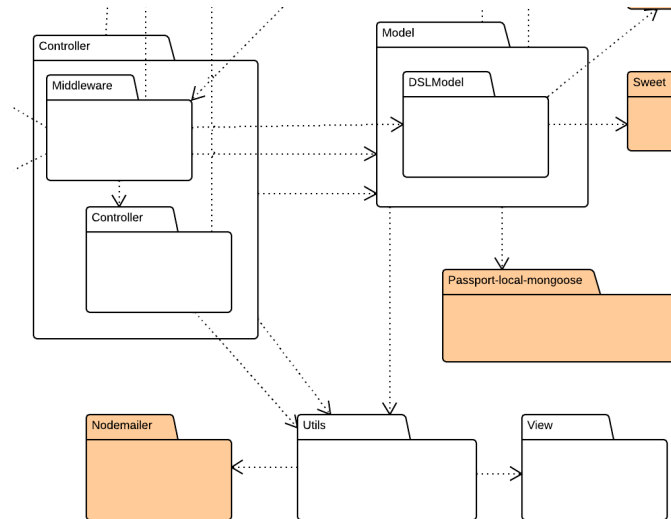 Model
Controller
Middleware
DSLModel
Sweet
Controller
Passport-local-mongoose
Nodemailer
Utils
View